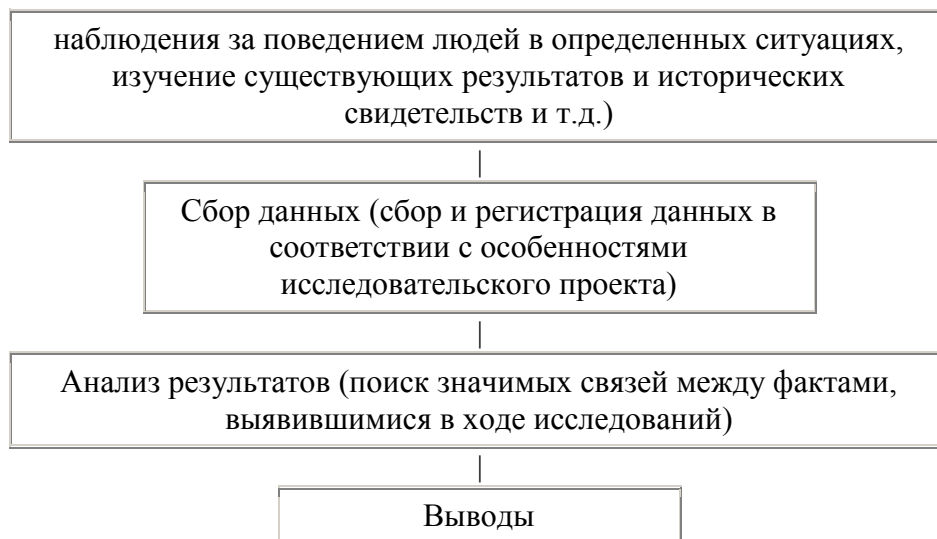 наблюдения за поведением людей в определенных ситуациях,
изучение существующих результатов и исторических
свидетельств и т.д.)
Сбор данных (сбор и регистрация данных в
соответствии с особенностями
исследовательского проекта)
Анализ результатов (поиск значимых связей между фактами,
выявившимися в ходе исследований)
Выводы